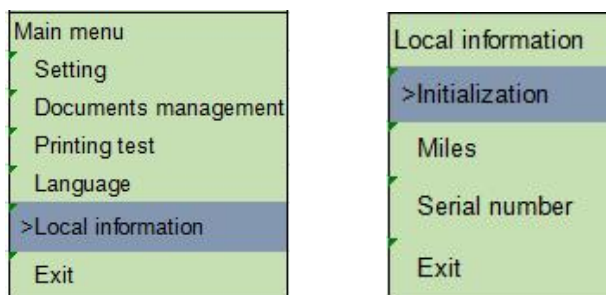 Main menu
Setting
Documents management
Printing test
Language
>Local information
Exit
Local information
>Initialization
Miles
Serial number
Exit